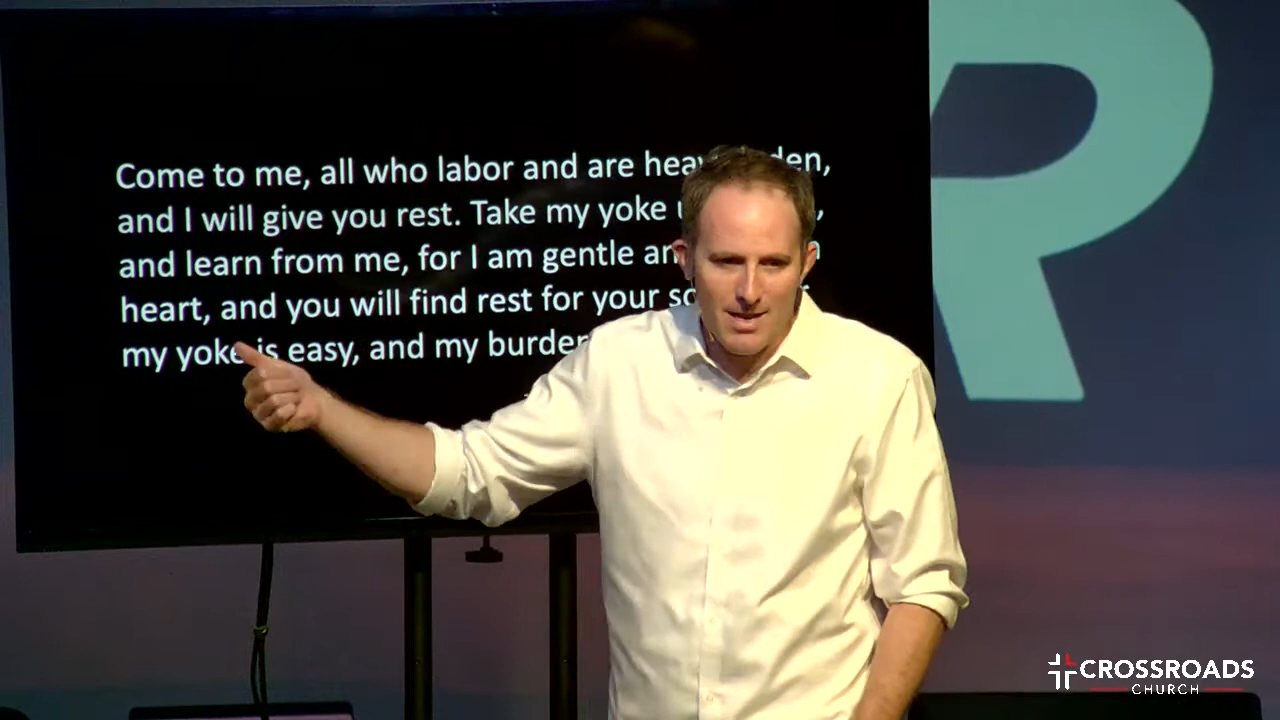 Come to me, all who labor and are
and I will give you rest. Take my yoke
and learn from me, for I am gentle
heart, and you will find rest for your
my yoke is easy, and my
R
CROSSROADS
CHURCH